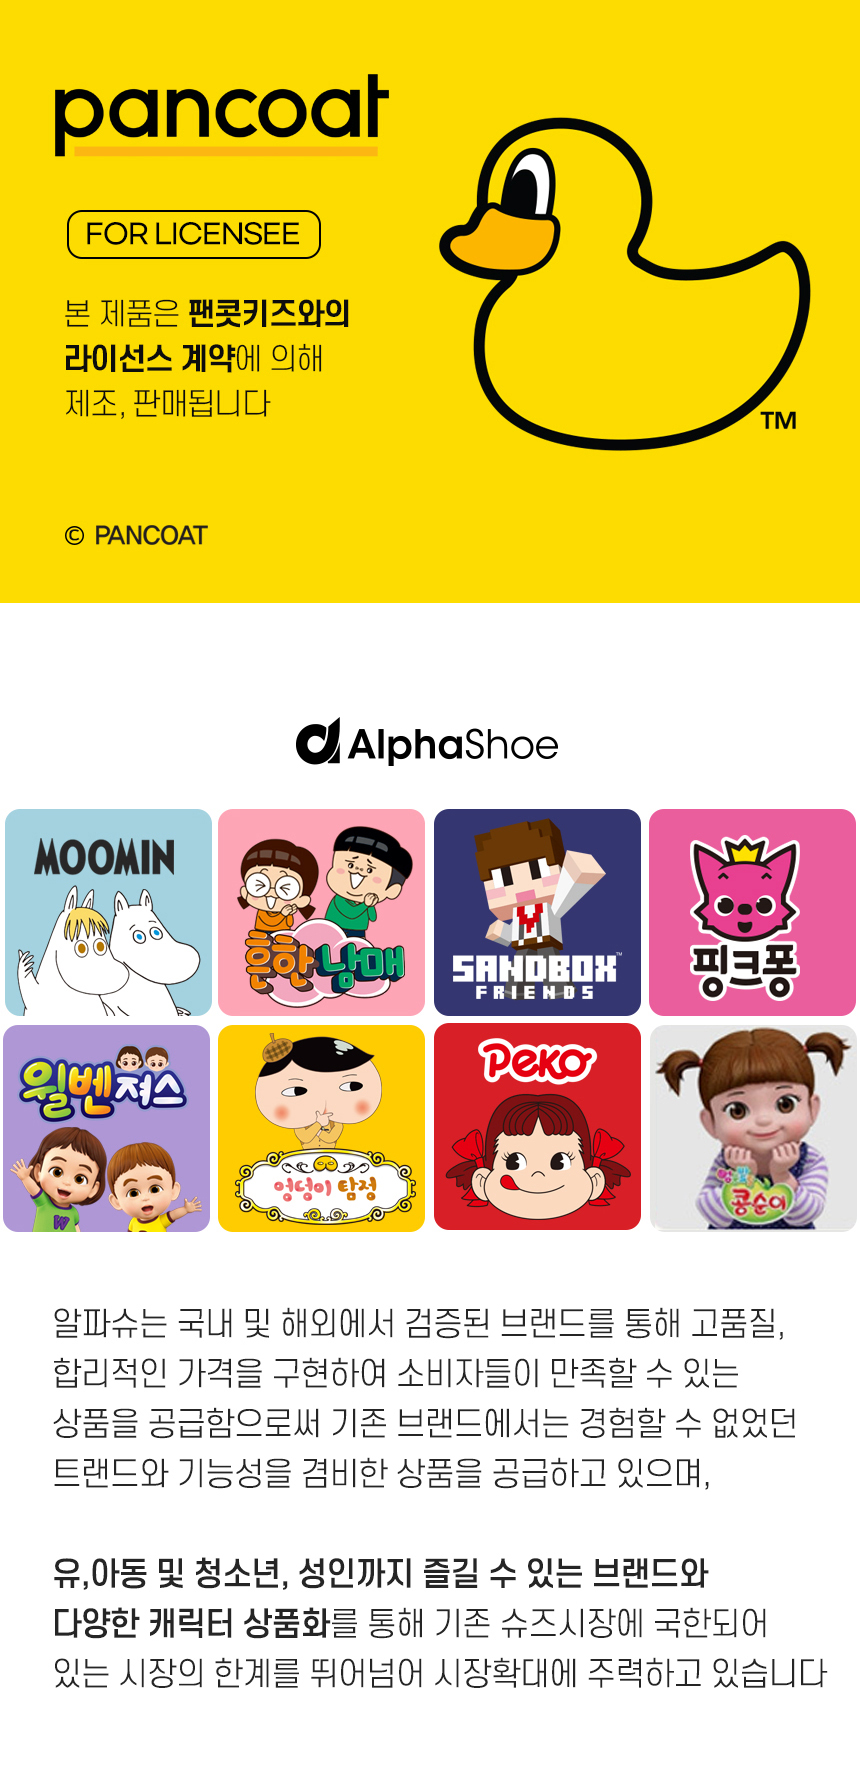 pancoat
FOR LICENSEE
본 제품은 팬콧키즈와의
라이선스 계약에 의해
제조, 판매됩니다
TM
© PANCOAT
AlphaShoe
MOOMIN
흔한남매
SANDBOX
FRIENDS
핑크퐁
윌벤져스
W
엉덩이 탐정
Peko
콩순이
알파슈는 국내 및 해외에서 검증된 브랜드를 통해 고품질,
합리적인 가격을 구현하여 소비자들이 만족할 수 있는
상품을 공급함으로써 기존 브랜드에서는 경험할 수 없었던
트랜드와 기능성을 겸비한 상품을 공급하고 있으며,
유,아동 및 청소년, 성인까지 즐길 수 있는 브랜드와
다양한 캐릭터 상품화를 통해 기존 슈즈시장에 국한되어
있는 시장의 한계를 뛰어넘어 시장확대에 주력하고 있습니다